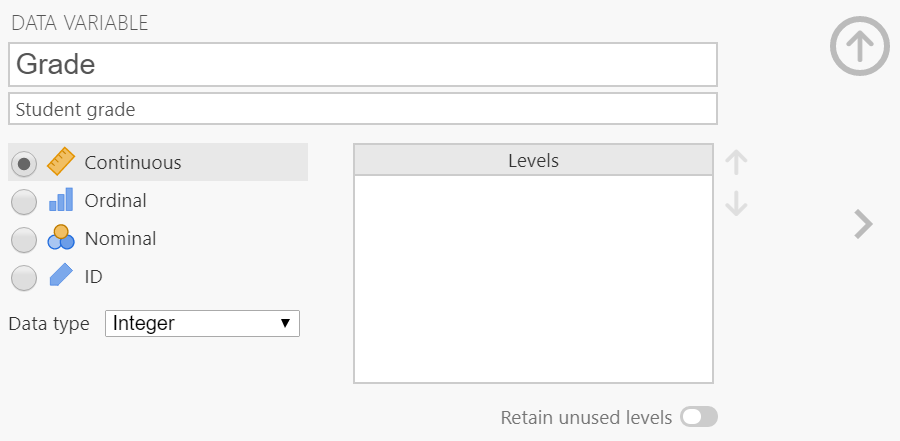 DATA VARIABLE
Grade
Student grade
Continuous
Ordinal
Nominal
ID
Data type Integer
Levels
Retain unused levels